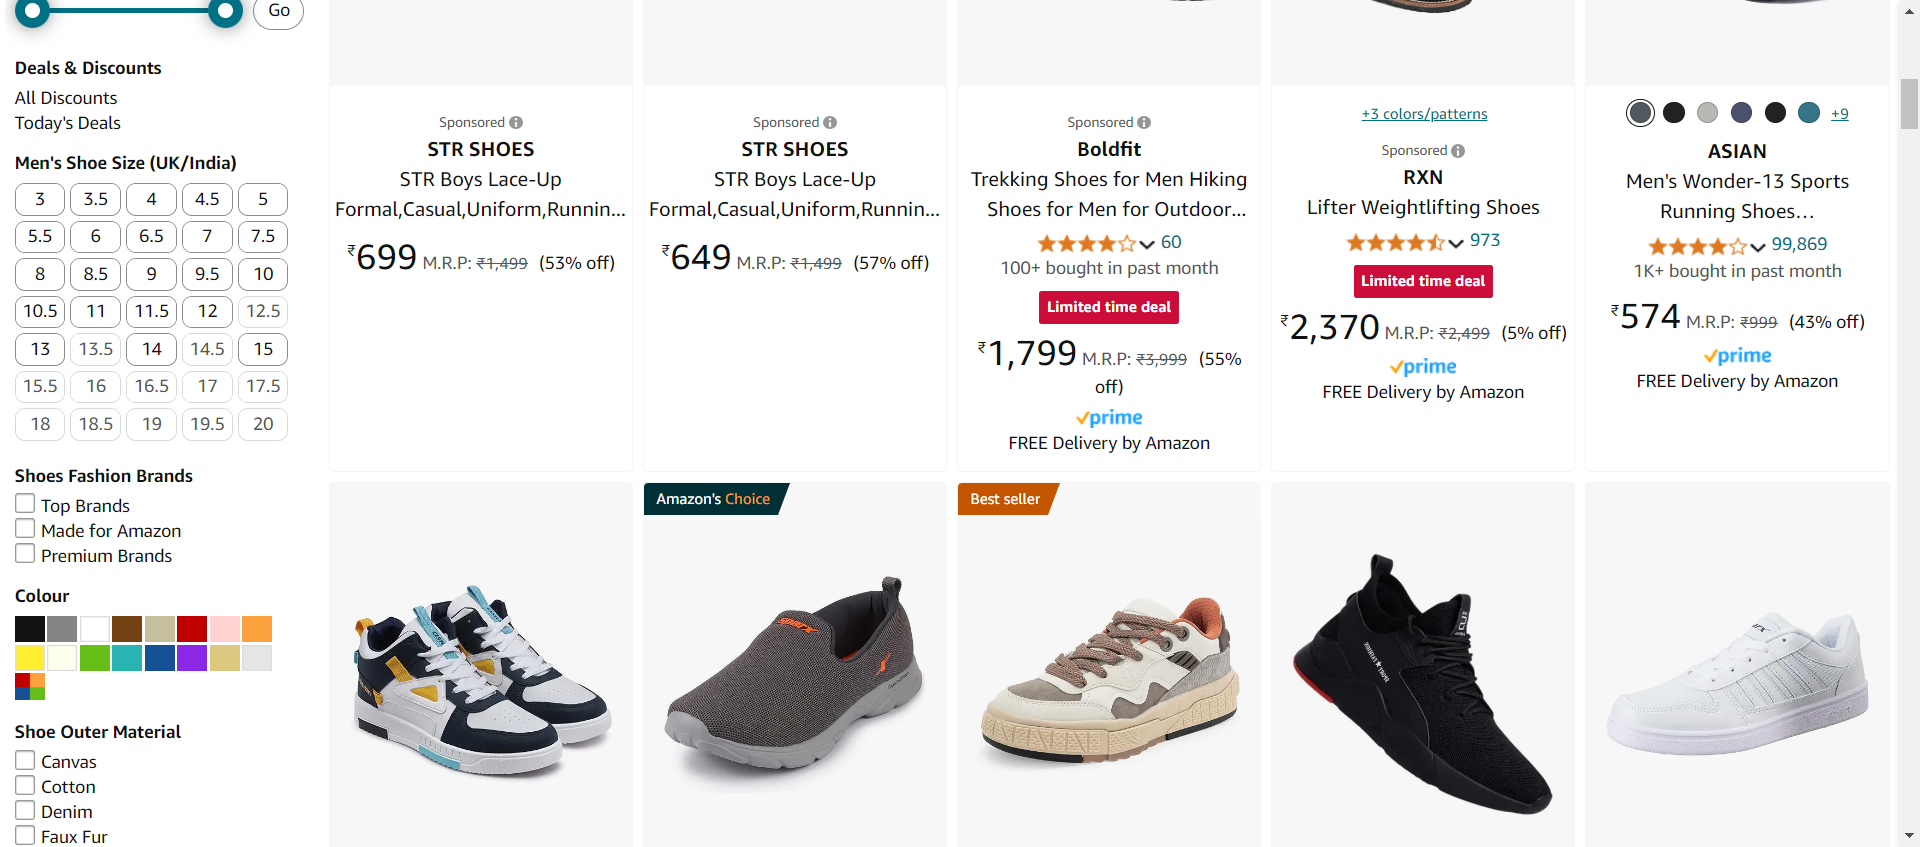 Go
Deals & Discounts
All Discounts
Today's Deals
Men's Shoe Size (UK/India)
3 3.5 4 4.5 5
5.5 6 6.5 7 7.5
8 8.5 9 9.5 10
10.5 11 11.5 12 12.5
13 13.5 14 14.5 15
15.5 16 16.5 17 17.5
18 18.5 19 19.5 20
Shoes Fashion Brands
Top Brands
Made for Amazon
Premium Brands
Colour
Shoe Outer Material
Canvas
Cotton
Denim
Faux Fur
Sponsored
STR SHOES
STR Boys Lace-Up
Formal,Casual,Uniform,Runnin...
₹699 M.R.P: ₹1,499 (53% off)
Sponsored
STR SHOES
STR Boys Lace-Up
Formal,Casual,Uniform,Runnin...
₹649 M.R.P: ₹1,499 (57% off)
Sponsored
Boldfit
Trekking Shoes for Men Hiking
Shoes for Men for Outdoor...
60
100+ bought in past month
Limited time deal
₹1,799 M.R.P: ₹3,999 (55%
off)
prime
FREE Delivery by Amazon
+3 colors/patterns
Sponsored
RXN
Lifter Weightlifting Shoes
973
Limited time deal
₹2,370 M.R.P: ₹2,499 (5% off)
prime
FREE Delivery by Amazon
+9
ASIAN
Men's Wonder-13 Sports
Running Shoes...
99,869
1K+ bought in past month
₹574 M.R.P: ₹999 (43% off)
prime
FREE Delivery by Amazon
Amazon's Choice
sparx
Best seller